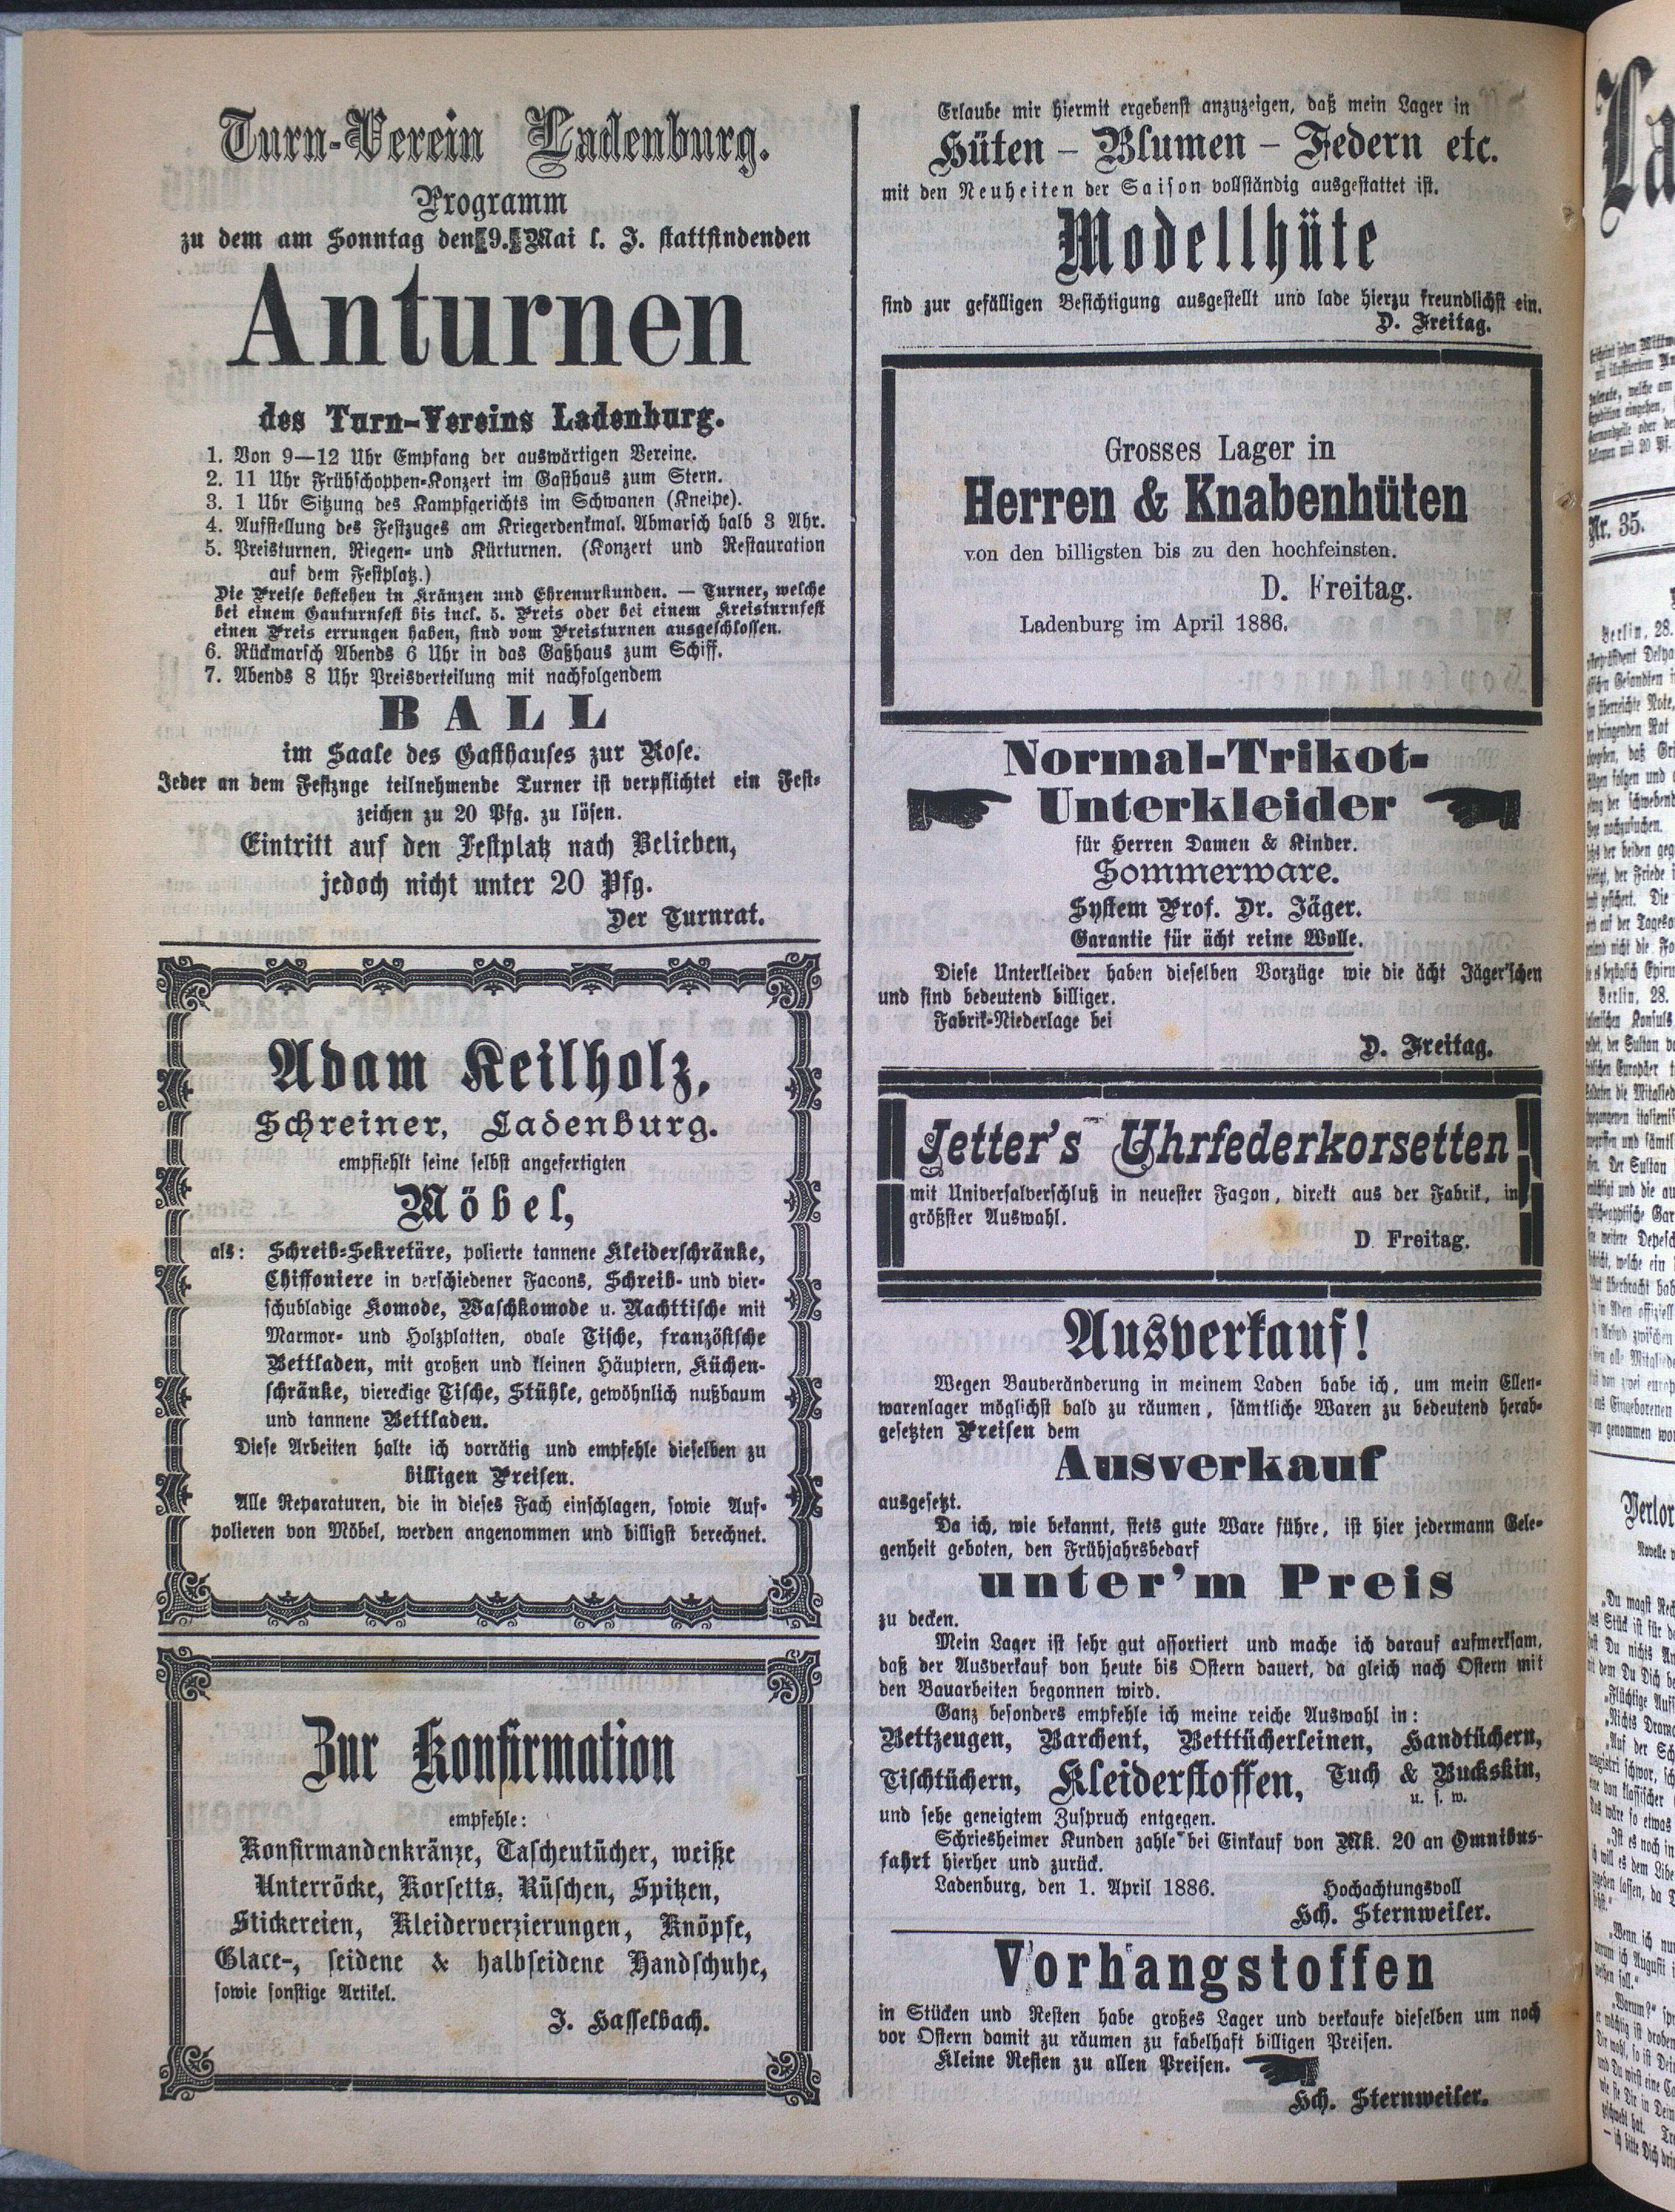 Turn-Verein Ladenburg.
Programm
zu dem am Sonntag den 9. Mai l. J. stattfindenden
Anturnen
des Turn-Vereins Ladenburg.
1. Von 9—12 Uhr Empfang der auswärtigen Vereine.
2. 11 Uhr Frühschoppen-Konzert im Gasthaus zum Stern.
3. 1 Uhr Sitzung des Kampfgerichts im Schwanen (Kneipe).
4. Aufstellung des Festzuges am Kriegerdenkmal. Abmarsch halb 3 Uhr.
5. Preisturnen, Riegen- und Kürturnen. (Konzert und Restauration
auf dem Festplatz.)
Die Preise bestehen in Kränzen und Ehrenurkunden. — Turner, welche
bei einem Gauturnfest bis incl. 5. Preis oder bei einem Kreisturnfest
einen Preis errungen haben, sind vom Preisturnen ausgeschlossen.
6. Rückmarsch Abends 6 Uhr in das Gaßhaus zum Schiff.
7. Abends 8 Uhr Preisverteilung mit nachfolgendem
BALL
im Saale des Gasthauses zur Rose.
Jeder an dem Festzuge teilnehmende Turner ist verpflichtet ein Fest-
zeichen zu 20 Pfg. zu lösen.
Eintritt auf den Festplatz nach Belieben,
jedoch nicht unter 20 Pfg.
Der Turnrat.
Adam Keilholz,
Schreiner, Ladenburg.
empfiehlt seine selbst angefertigten
Möbel,
als: Schreib-Sekretäre, polierte tannene Kleiderschränke,
Chiffoniere in verschiedener Facons, Schreib- und vier-
schubladige Komode, Waschkomode u. Nachttische mit
Marmor- und Holzplatten, ovale Tische, französische
Bettladen, mit großen und kleinen Häuptern, Küchen-
schränke, viereckige Tische, Stühle, gewöhnlich nußbaum
und tannene Bettladen.
Diese Arbeiten halte ich vorrätig und empfehle dieselben zu
billigen Preisen.
Alle Reparaturen, die in dieses Fach einschlagen, sowie Auf-
polieren von Möbel, werden angenommen und billigst berechnet.
Zur Konfirmation
empfehle:
Konfirmandenkränze, Taschentücher, weiße
Unterröcke, Korsetts, Rüschen, Spitzen,
Stickereien, Kleiderverzierungen, Knöpfe,
Glace-, seidene & halbseidene Handschuhe,
sowie sonstige Artikel.
J. Hasselbach.
Erlaube mir hiermit ergebenst anzuzeigen, daß mein Lager in
Hüten – Blumen – Federn etc.
mit den Neuheiten der Saison vollständig ausgestattet ist.
Modellhüte
sind zur gefälligen Besichtigung ausgestellt und lade hierzu freundlichst ein.
D. Freitag.
Grosses Lager in
Herren & Knabenhüten
von den billigsten bis zu den hochfeinsten.
D. Freitag.
Ladenburg im April 1886.
Normal-Trikot-
Unterkleider
für Herren Damen & Kinder.
Sommerware.
System Prof. Dr. Jäger.
Garantie für ächt reine Wolle.
Diese Unterkleider haben dieselben Vorzüge wie die ächt Jäger'schen
und sind bedeutend billiger.
Fabrik-Niederlage bei
D. Freitag.
Jetter's Uhrfederkorsetten
mit Universalverschluß in neuester Façon, direkt aus der Fabrik, in
größter Auswahl.
D. Freitag.
Ausverkauf!
Wegen Bauveränderung in meinem Laden habe ich, um mein Ellen-
warenlager möglichst bald zu räumen, sämtliche Waren zu bedeutend herab-
gesetzten Preisen dem
Ausverkauf
ausgesetzt.
Da ich, wie bekannt, stets gute Ware führe, ist hier jedermann Gele-
genheit geboten, den Frühjahrsbedarf
unter'm Preis
zu decken.
Mein Lager ist sehr gut assortiert und mache ich darauf aufmerksam,
daß der Ausverkauf von heute bis Ostern dauert, da gleich nach Ostern mit
den Bauarbeiten begonnen wird.
Ganz besonders empfehle ich meine reiche Auswahl in:
Bettzeugen, Barchent, Betttücherleinen, Handtüchern,
Tischtüchern, Kleiderstoffen, Tuch & Buckskin,
u. s. w.
und sehe geneigtem Zuspruch entgegen.
Schriesheimer Kunden zahle bei Einkauf von Mk. 20 an Omnibus-
fahrt hierher und zurück.
Ladenburg, den 1. April 1886. Hochachtungsvoll
Hch. Sternweiler.
Vorhangstoffen
in Stücken und Resten habe großes Lager und verkaufe dieselben um noch
vor Ostern damit zu räumen zu fabelhaft billigen Preisen.
Kleine Resten zu allen Preisen.
Hch. Sternweiler.
La
Nr. 35.
Berlin, 28.
Berlin, 28.